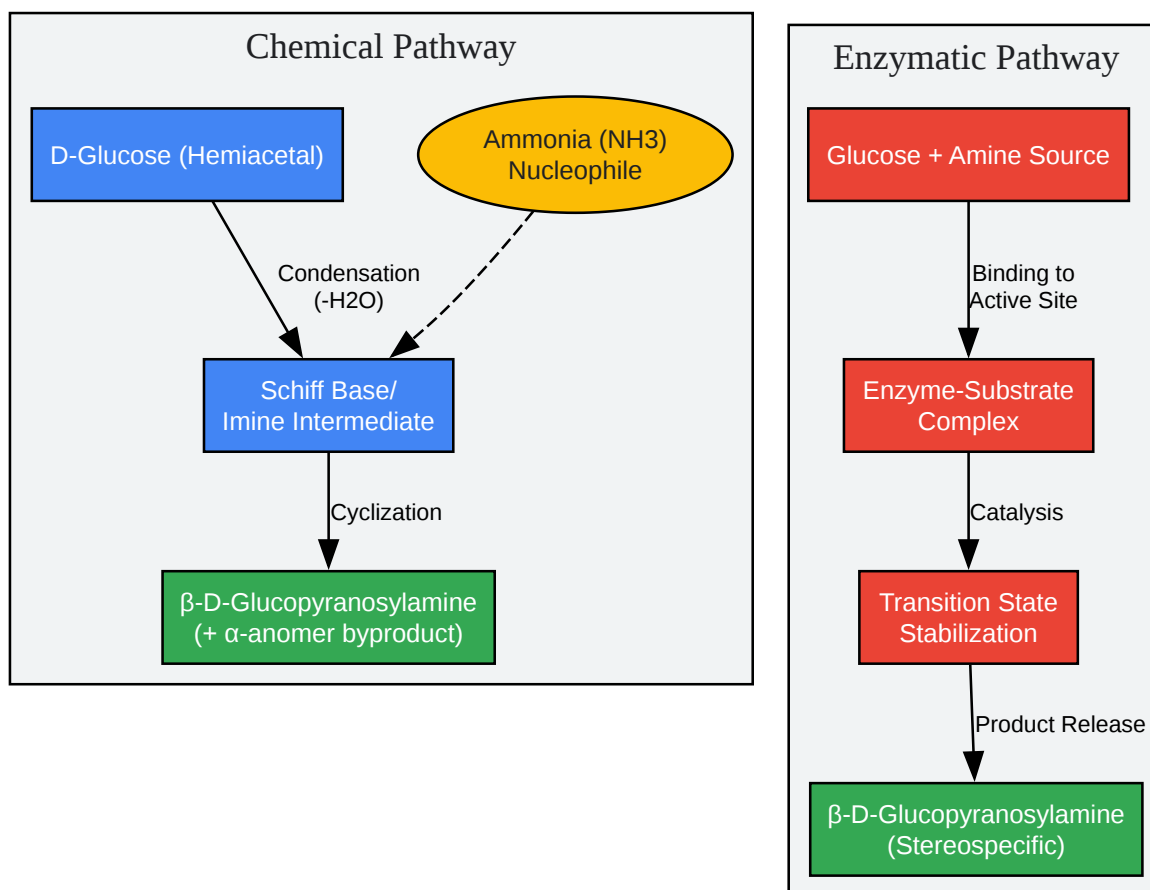 Chemical Pathway
D-Glucose (Hemiacetal)
Ammonia (NH3)
Nucleophile
Condensation
(-H2O)
Schiff Base/
Imine Intermediate
Cyclization
β-D-Glucopyranosylamine
(+ α-anomer byproduct)
Enzymatic Pathway
Glucose + Amine Source
Binding to
Active Site
Enzyme-Substrate
Complex
Catalysis
Transition State
Stabilization
Product Release
β-D-Glucopyranosylamine
(Stereospecific)